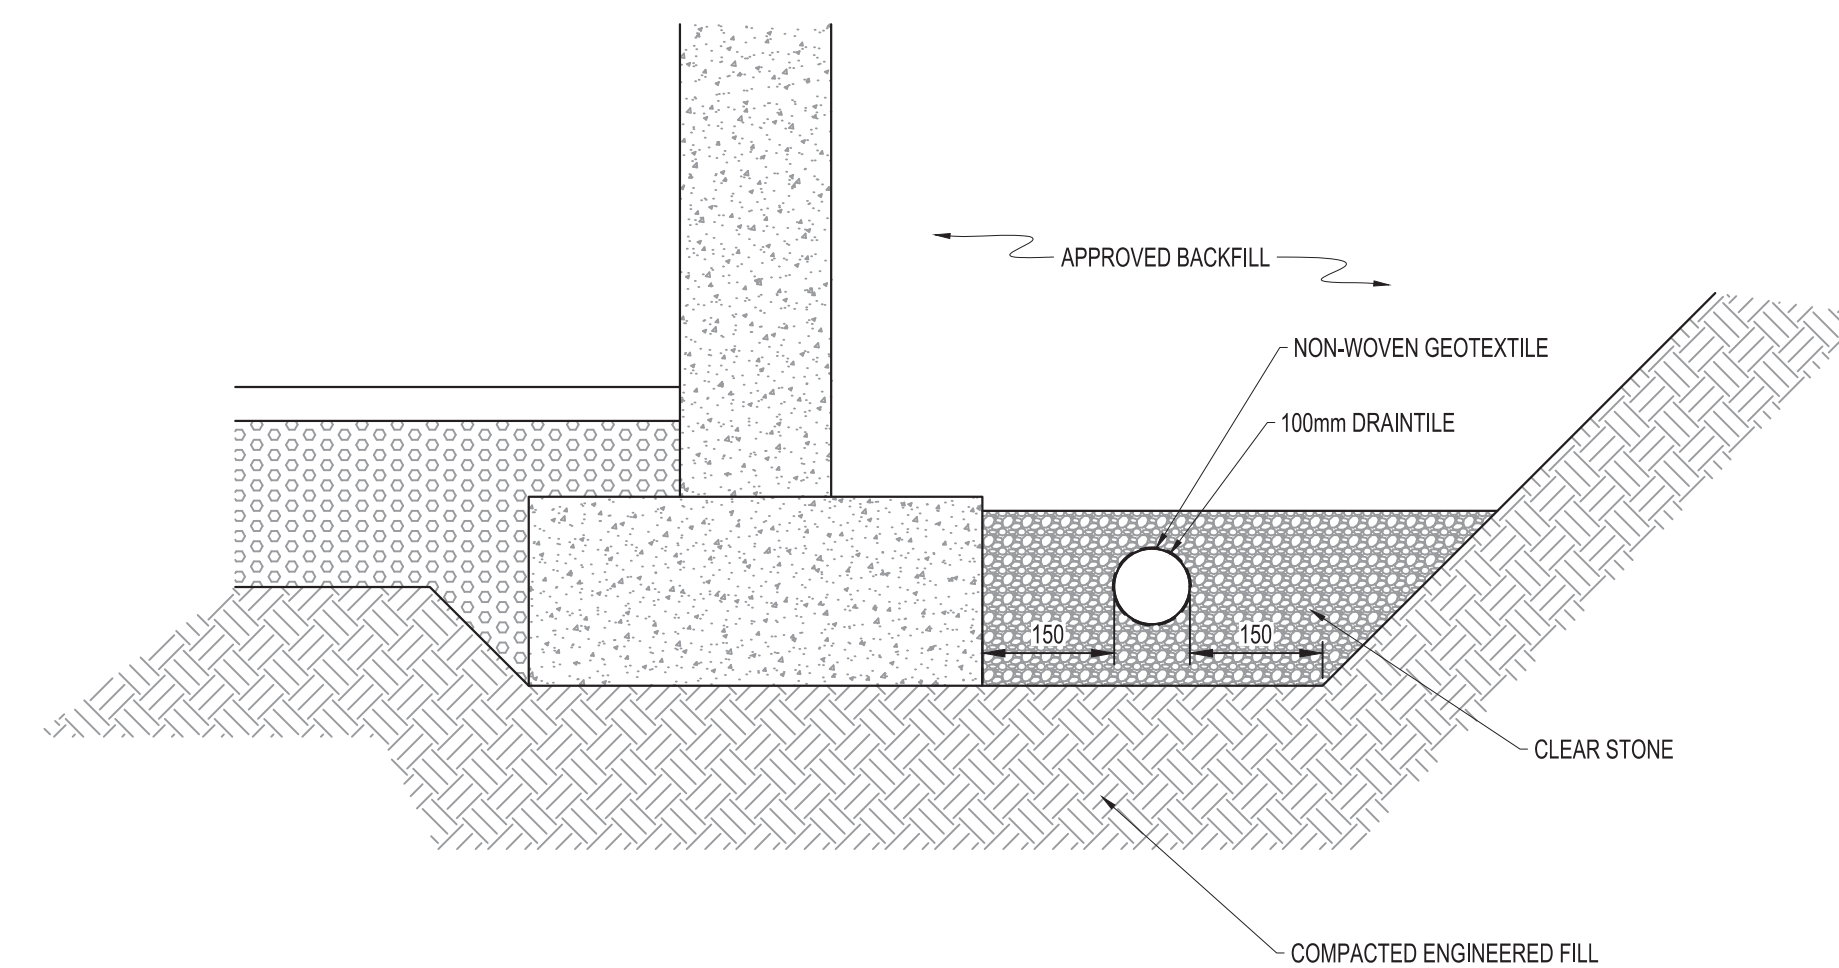 APPROVED BACKFILL
NON-WOVEN GEOTEXTILE
100mm DRAINTILE
150
150
CLEAR STONE
COMPACTED ENGINEERED FILL